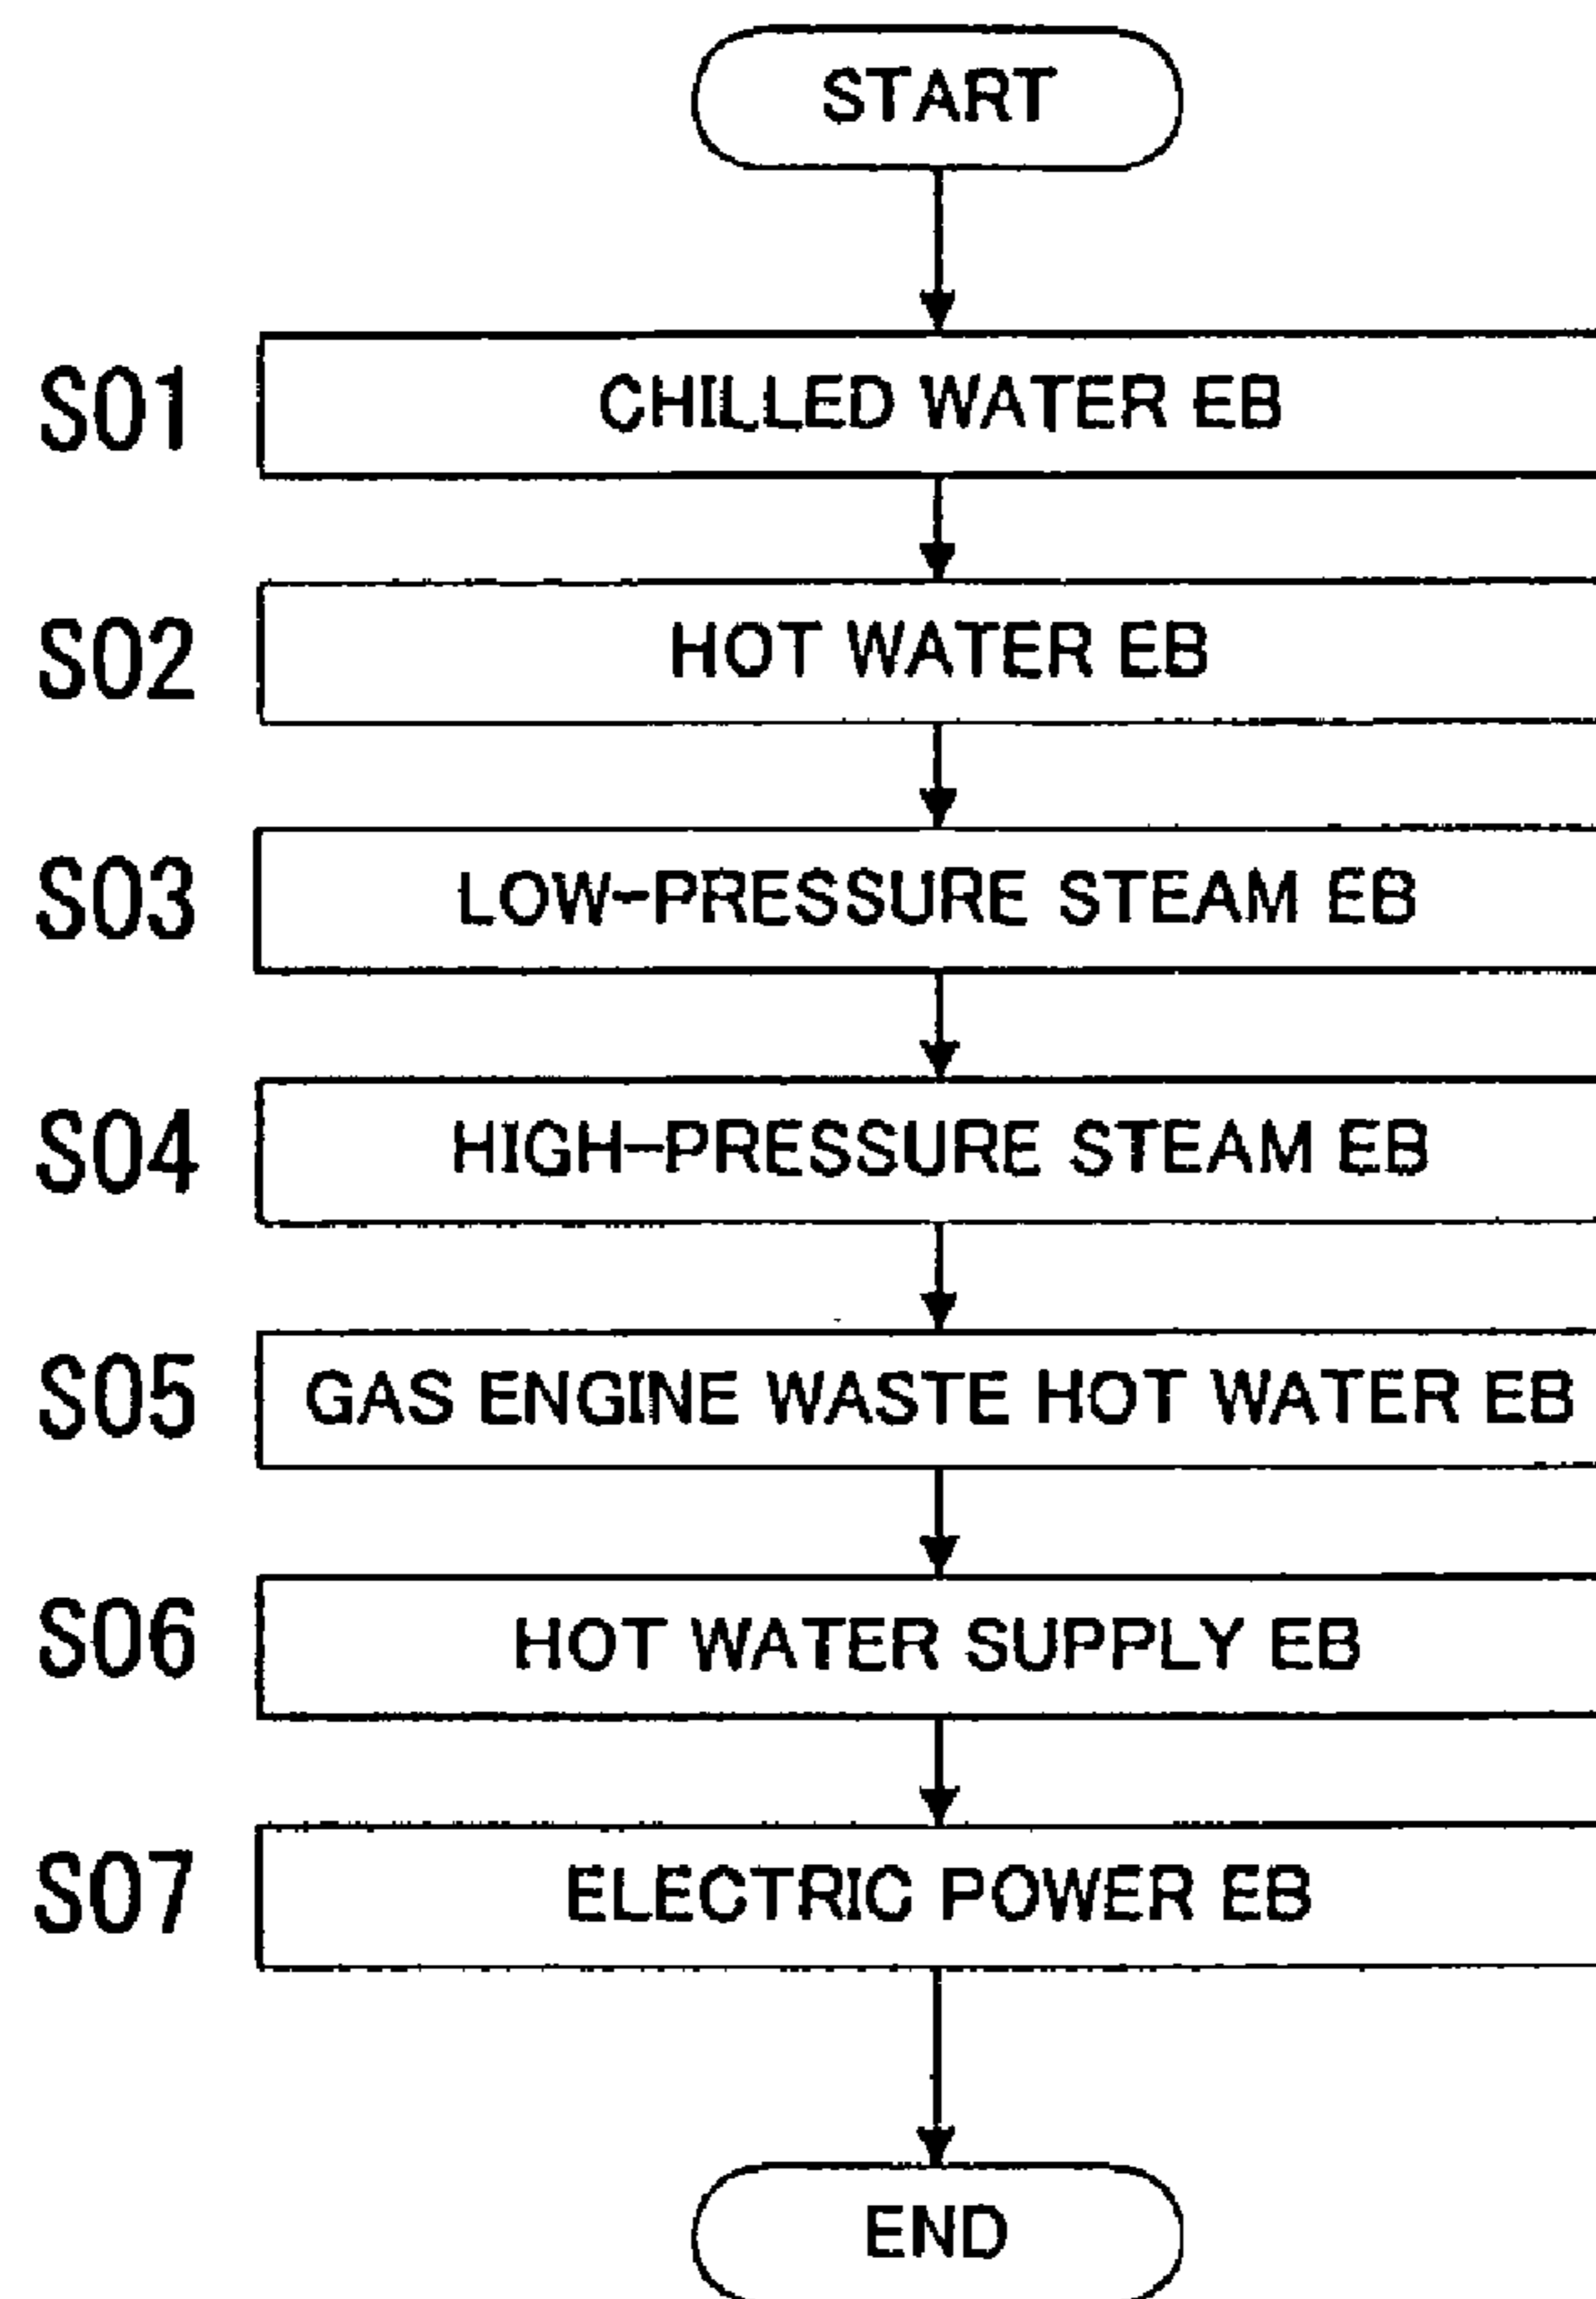 START
S01 CHILLED WATER EB
S02 HOT WATER EB
S03 LOW-PRESSURE STEAM EB
S04 HIGH-PRESSURE STEAM EB
S05 GAS ENGINE WASTE HOT WATER EB
S06 HOT WATER SUPPLY EB
S07 ELECTRIC POWER EB
END